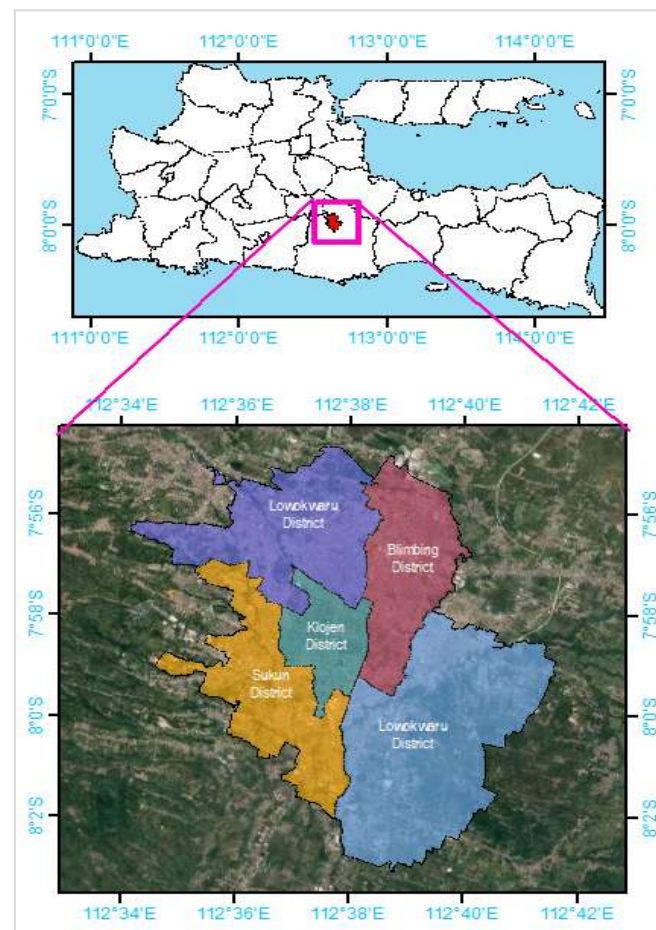 111°0'0"E 112°0'0"E 113°0'0"E 114°0'0"E
7°0'0"S 7°0'0"S
8°0'0"S 8°0'0"S
111°0'0"E 112°0'0"E 113°0'0"E 114°0'0"E
112°34'E 112°36'E 112°38'E 112°40'E 112°42'E
7°56'S 7°56'S
Lowokwaru
District
Blimbing
District
7°58'S 7°58'S
Klojen
District
Sukun
District
8°0'S 8°0'S
Lowokwaru
District
8°2'S 8°2'S
112°34'E 112°36'E 112°38'E 112°40'E 112°42'E